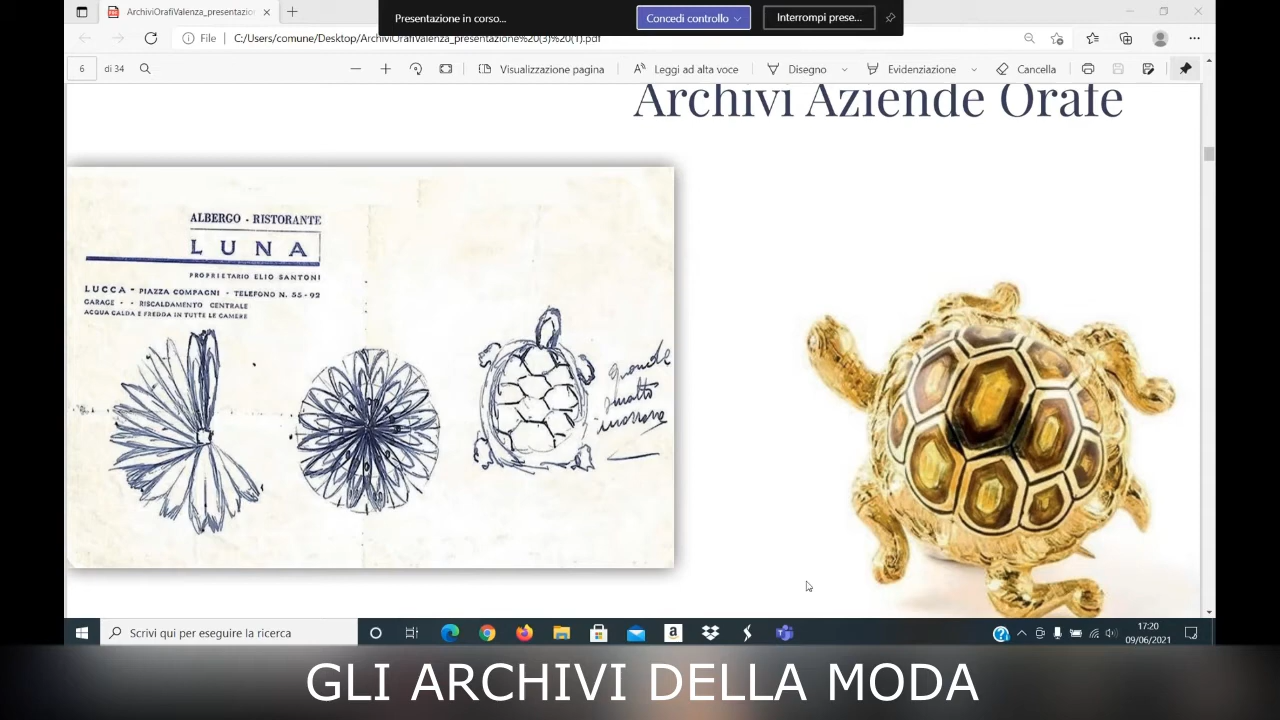 ArchiviOrafiValenza_presentazio
Presentazione in corso...
Concedi controllo
Interrompi prese...
File
C:/Users/comune/Desktop/ArchiviOrafiValenza_presentazione%20(3)%20(1).pdf
6
di 34
Visualizzazione pagina
Leggi ad alta voce
Disegno
Evidenziazione
Cancella
Archivi Aziende Orafe
ALBERGO - RISTORANTE
LUNA
PROPRIETARIO ELIO SANTONI
LUCCA - PIAZZA COMPAGNI - TELEFONO N. 55-92
GARAGE - - RISCALDAMENTO CENTRALE
ACQUA CALDA E FREDDA IN TUTTE LE CAMERE
grande
smalto
marrone
Scrivi qui per eseguire la ricerca
17:20
09/06/2021
GLI ARCHIVI DELLA MODA